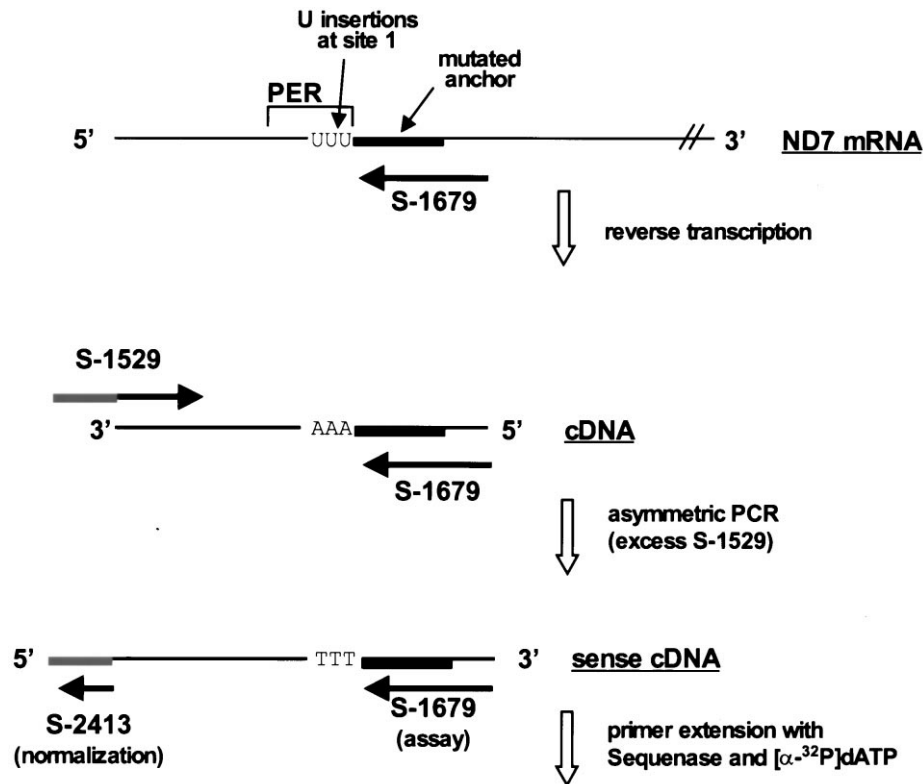 U insertions
at site 1
mutated
anchor
PER
5’ UUU 3’ ND7 mRNA
S-1679
reverse transcription
S-1529
3’ AAA 5’ cDNA
S-1679
asymmetric PCR
(excess S-1529)
5’ TTT 3’ sense cDNA
S-2413
(normalization)
S-1679
(assay)
primer extension with
Sequenase and [α-³²P]dATP